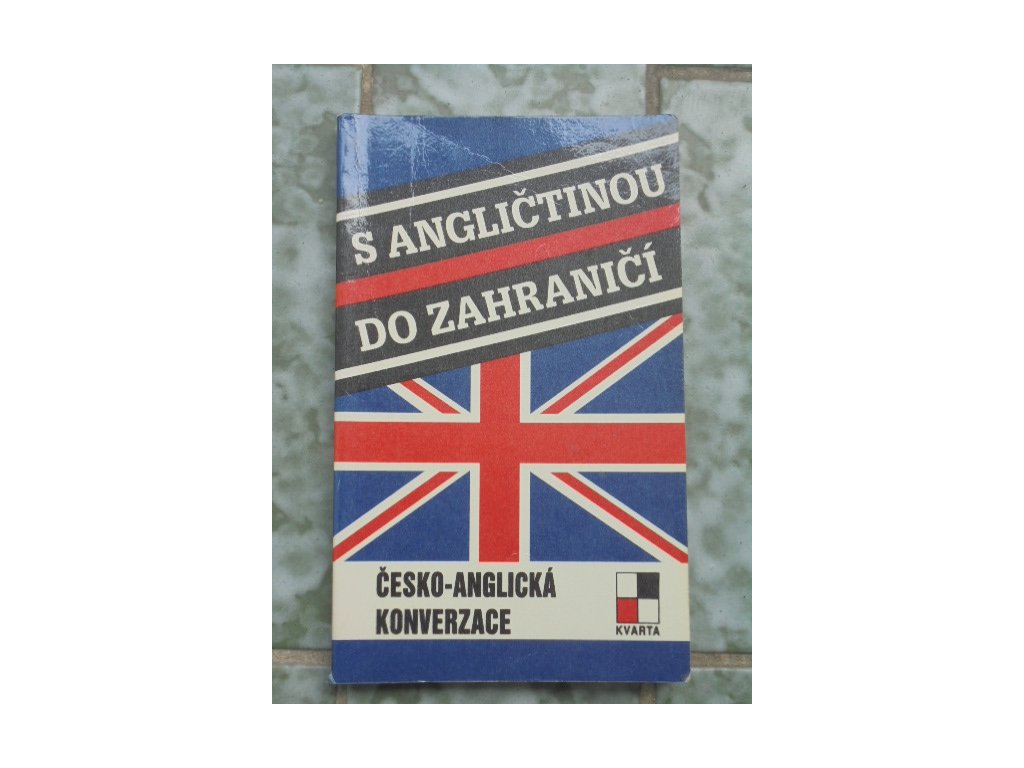 S ANGLIČTINOU
DO ZAHRANIČÍ
ČESKO-ANGLICKÁ
KONVERZACE
KVARTA